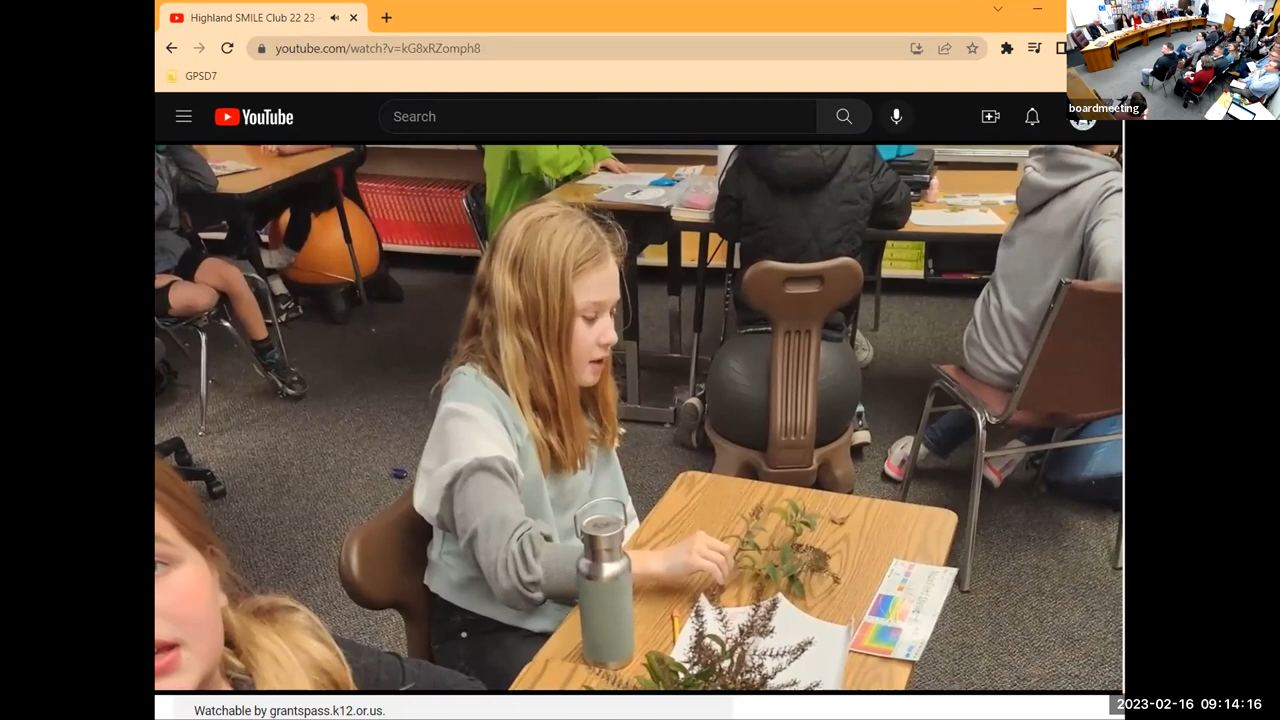 Highland SMILE Club 22 23
youtube.com/watch?v=kG8xRZomph8
GPSD7
YouTube
Search
boardmeeting
Watchable by grantspass.k12.or.us.
2023-02-16 09:14:16